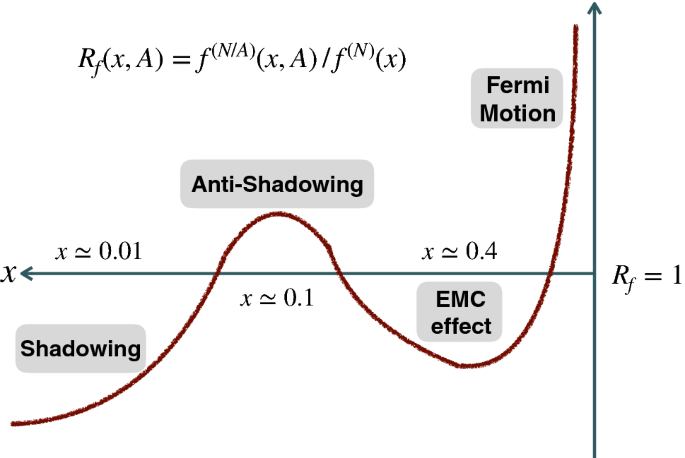 R_f(x, A) = f^(N/A)(x, A) / f^(N)(x)
Fermi
Motion
Anti-Shadowing
x ≃ 0.01
x ≃ 0.4
x
R_f = 1
x ≃ 0.1
EMC
effect
Shadowing